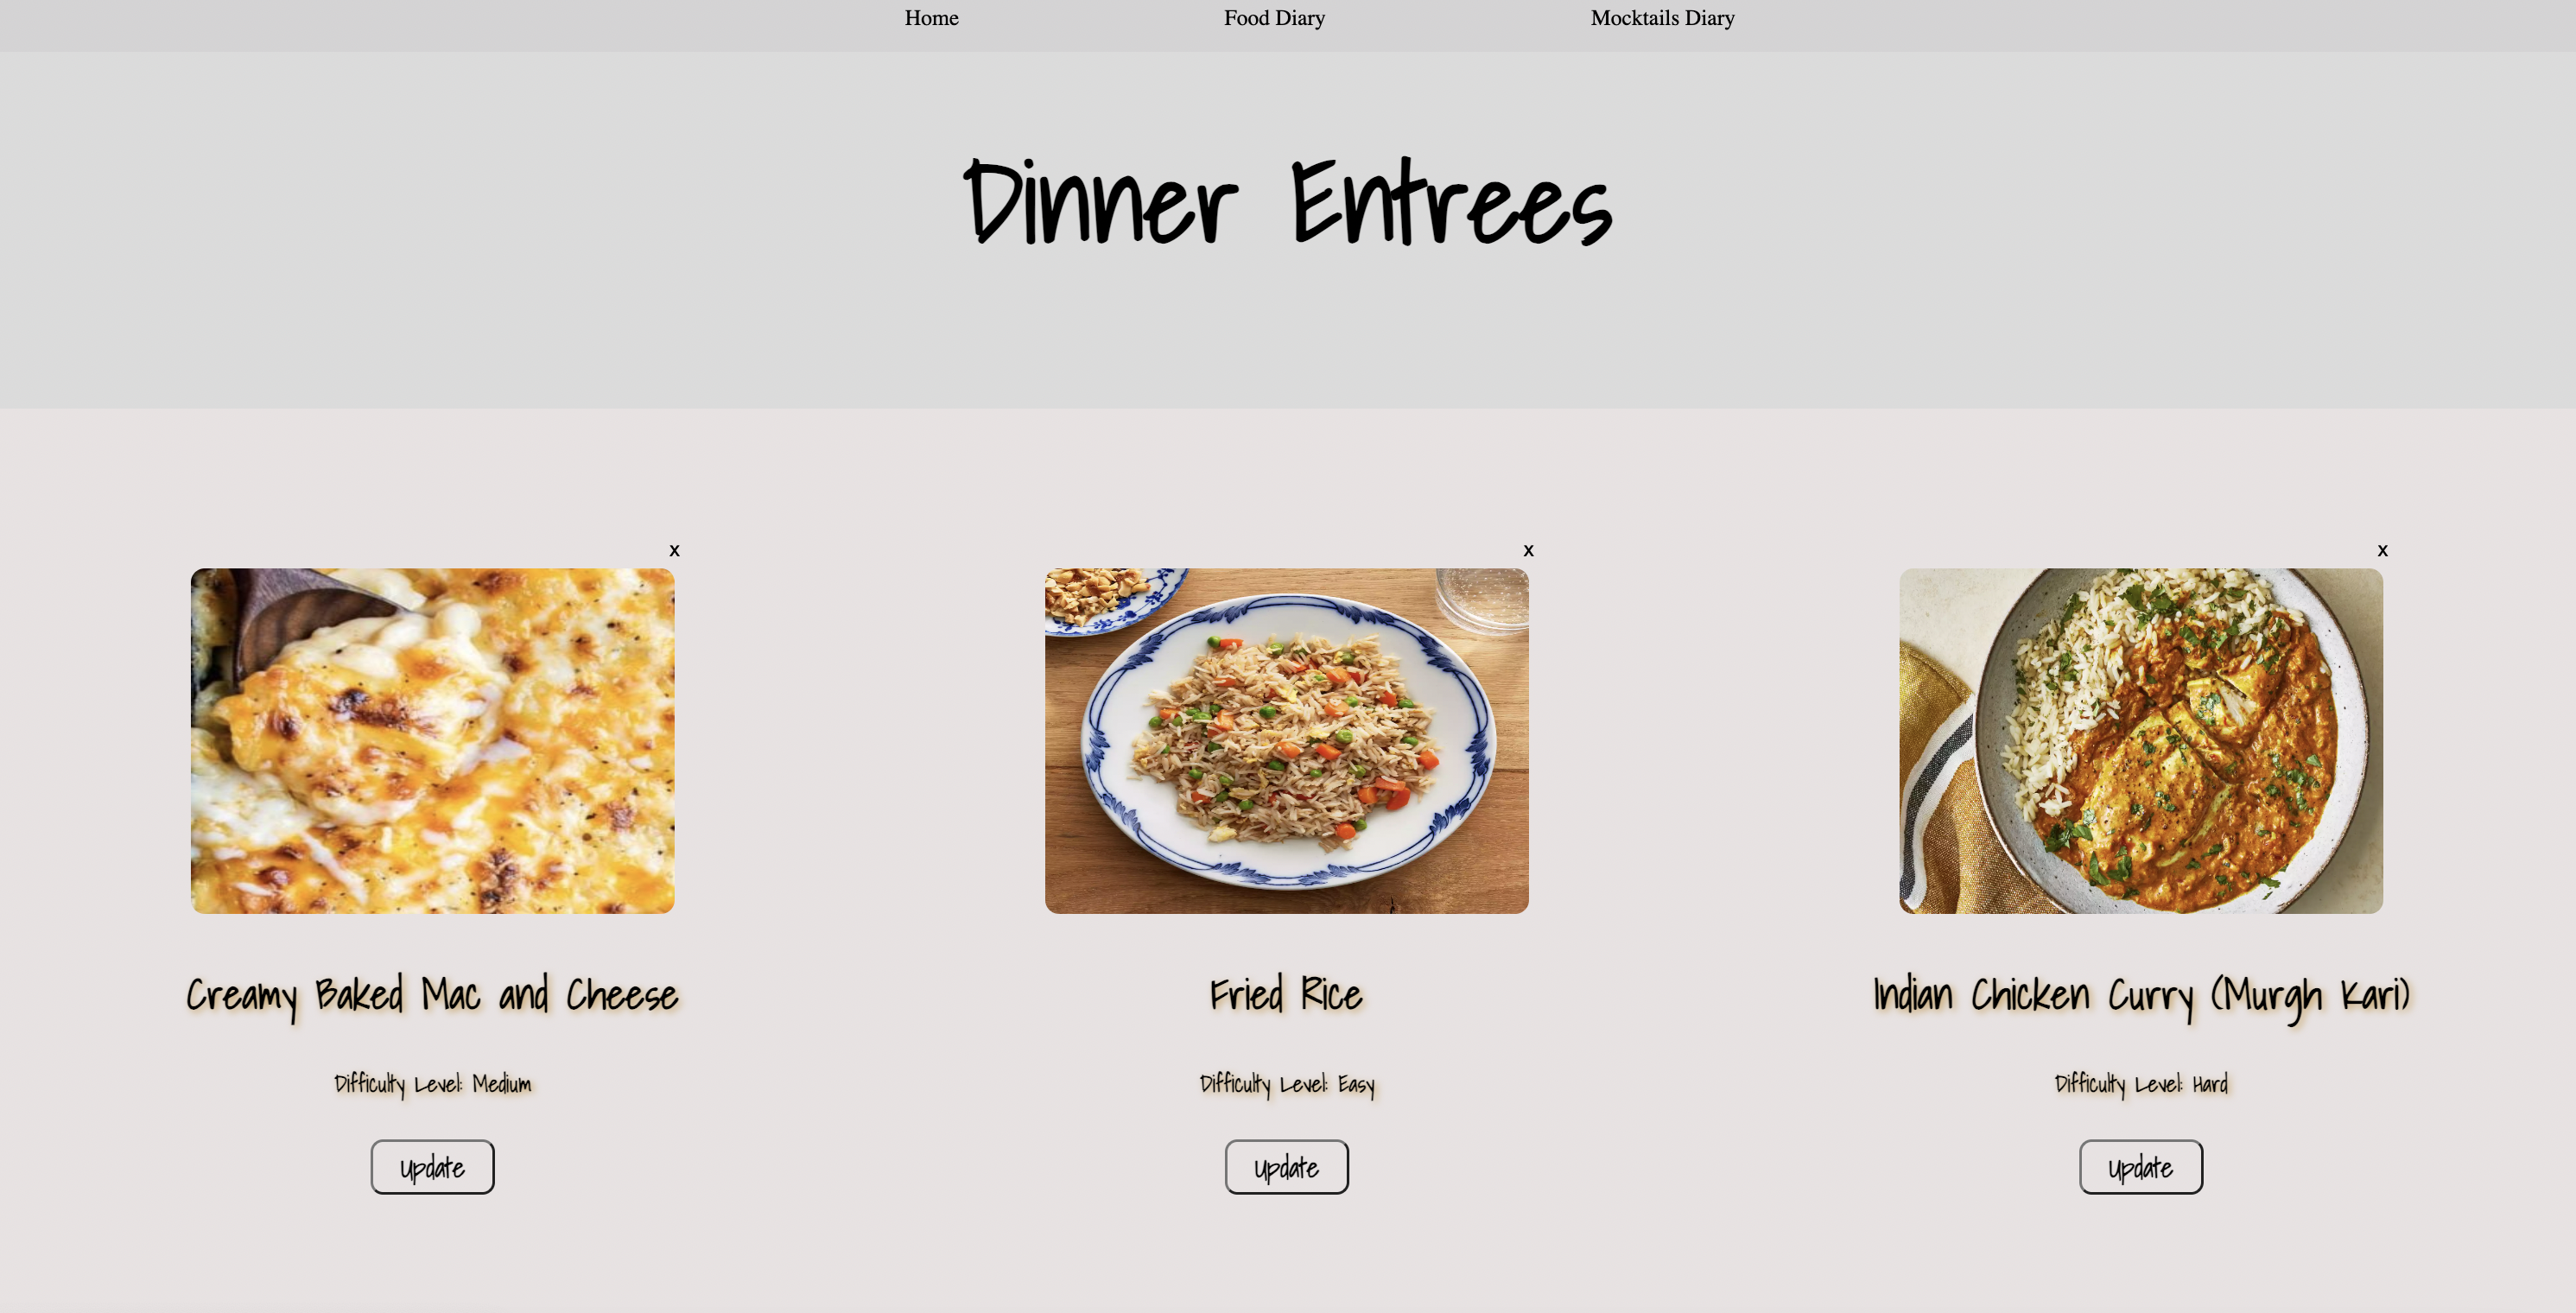 Home Food Diary Mocktails Diary
Dinner Entrees
x x x
Creamy Baked Mac and Cheese
Difficulty Level: Medium
Update
Fried Rice
Difficulty Level: Easy
Update
Indian Chicken Curry (Murgh Kari)
Difficulty Level: Hard
Update